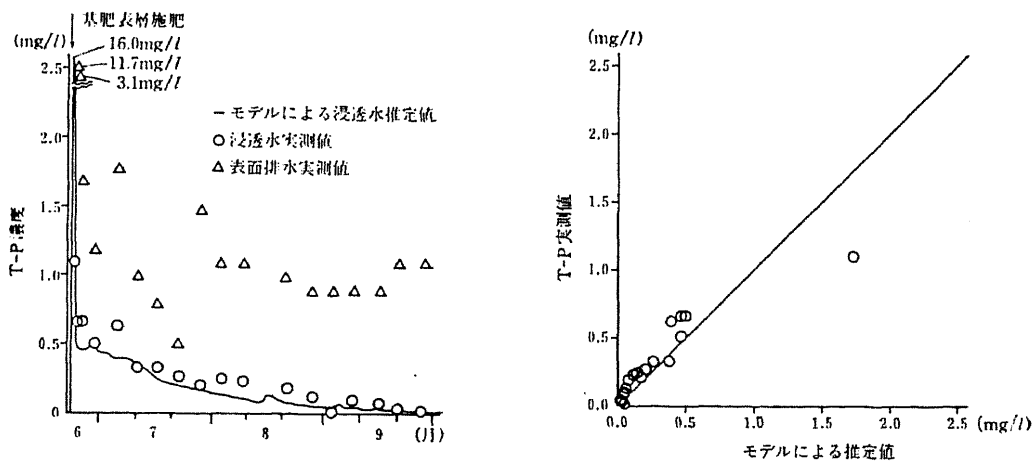 基肥表層施肥
(mg/l)
16.0mg/l
2.5
11.7mg/l
3.1mg/l
モデルによる浸透水推定値
2.0
浸透水実測値
表面排水実測値
1.5
T-P濃度
1.0
0.5
0
6 7 8 9 (月)
(mg/l)
2.5
2.0
1.5
T-P実測値
1.0
0.5
0.0
0.0 0.5 1.0 1.5 2.0 2.5 (mg/l)
モデルによる推定値